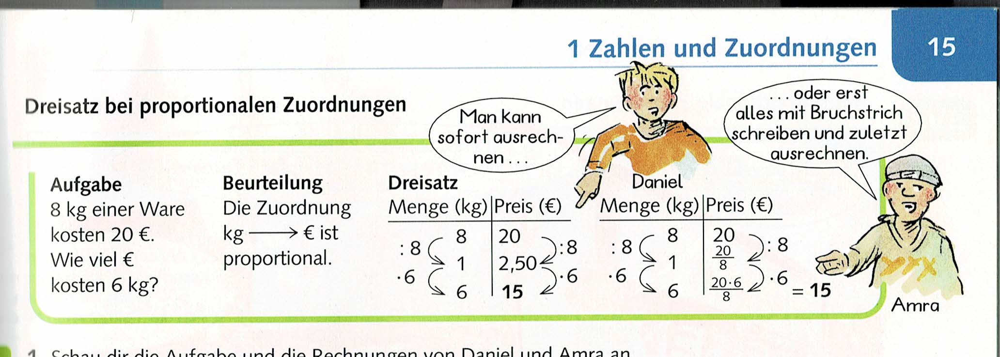 1 Zahlen und Zuordnungen
15
Dreisatz bei proportionalen Zuordnungen
Man kann
sofort ausrech-
nen ...
Daniel
... oder erst
alles mit Bruchstrich
schreiben und zuletzt
ausrechnen.
Amra
Aufgabe
8 kg einer Ware
kosten 20 €.
Wie viel €
kosten 6 kg?
Beurteilung
Die Zuordnung
kg ⟶ € ist
proportional.
Dreisatz
Menge (kg) | Preis (€)
:8 8 | 20 :8
·6 1 | 2,50 ·6
6 | 15
Menge (kg) | Preis (€)
:8 8 | 20 :8
·6 1 | 20/8 ·6
6 | 20·6/8 = 15
1 Schau dir die Aufgabe und die Rechnungen von Daniel und Amra an